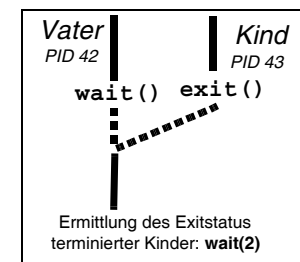 Vater Kind
PID 42 PID 43
wait() exit()
Ermittlung des Exitstatus
terminierter Kinder: wait(2)